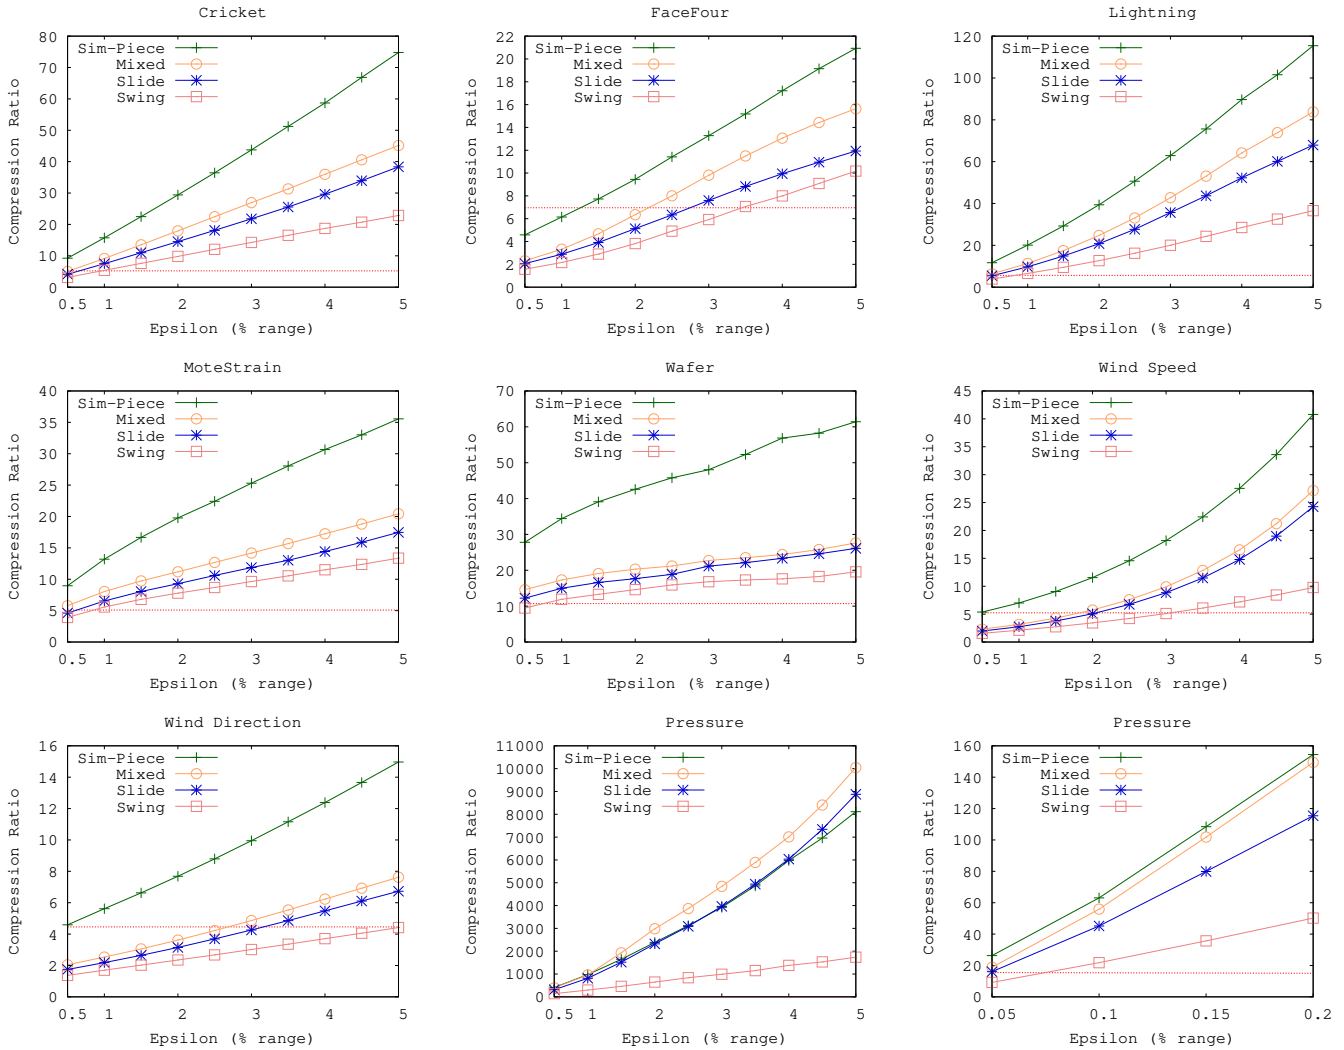 Cricket
80
70
60
50
40
30
20
10
0
Compression Ratio
Sim-Piece
Mixed
Slide
Swing
0.5 1 2 3 4 5
Epsilon (% range)
FaceFour
22
20
18
16
14
12
10
8
6
4
2
0
Compression Ratio
Sim-Piece
Mixed
Slide
Swing
0.5 1 2 3 4 5
Epsilon (% range)
Lightning
120
100
80
60
40
20
0
Compression Ratio
Sim-Piece
Mixed
Slide
Swing
0.5 1 2 3 4 5
Epsilon (% range)
MoteStrain
40
35
30
25
20
15
10
5
0
Compression Ratio
Sim-Piece
Mixed
Slide
Swing
0.5 1 2 3 4 5
Epsilon (% range)
Wafer
70
60
50
40
30
20
10
0
Compression Ratio
Sim-Piece
Mixed
Slide
Swing
0.5 1 2 3 4 5
Epsilon (% range)
Wind Speed
45
40
35
30
25
20
15
10
5
0
Compression Ratio
Sim-Piece
Mixed
Slide
Swing
0.5 1 2 3 4 5
Epsilon (% range)
Wind Direction
16
14
12
10
8
6
4
2
0
Compression Ratio
Sim-Piece
Mixed
Slide
Swing
0.5 1 2 3 4 5
Epsilon (% range)
Pressure
11000
10000
9000
8000
7000
6000
5000
4000
3000
2000
1000
0
Compression Ratio
Sim-Piece
Mixed
Slide
Swing
0.5 1 2 3 4 5
Epsilon (% range)
Pressure
160
140
120
100
80
60
40
20
0
Compression Ratio
Sim-Piece
Mixed
Slide
Swing
0.05 0.1 0.15 0.2
Epsilon (% range)